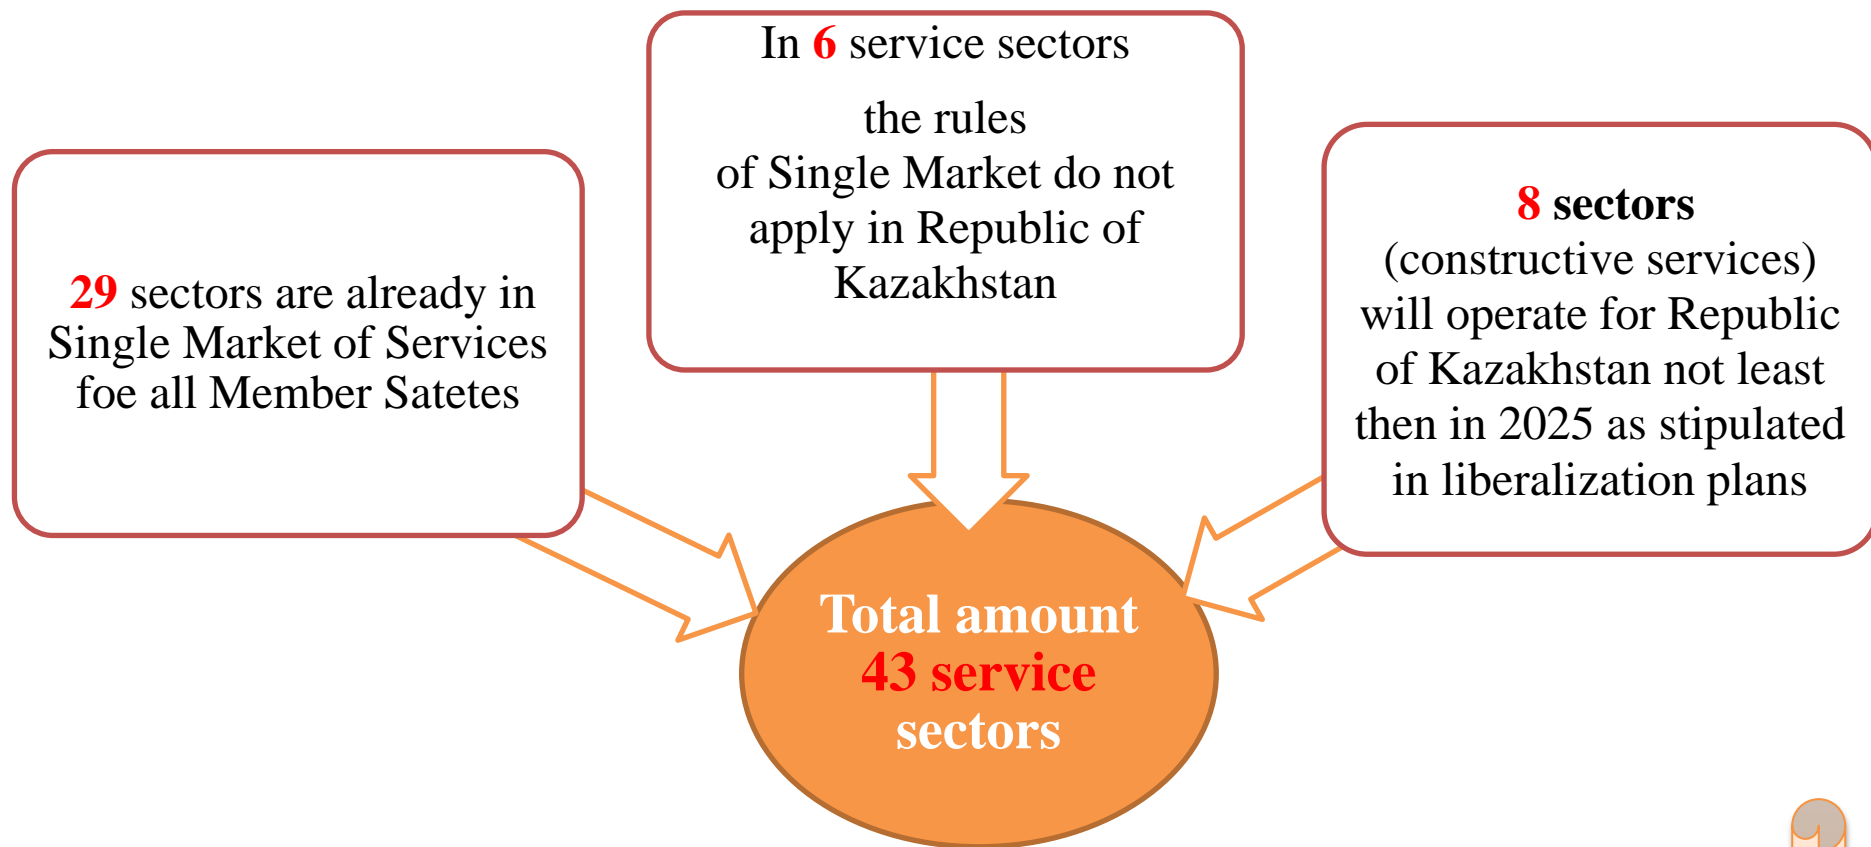 29 sectors are already in
Single Market of Services
foe all Member Satetes
In 6 service sectors
the rules
of Single Market do not
apply in Republic of
Kazakhstan
8 sectors
(constructive services)
will operate for Republic
of Kazakhstan not least
then in 2025 as stipulated
in liberalization plans
Total amount
43 service
sectors